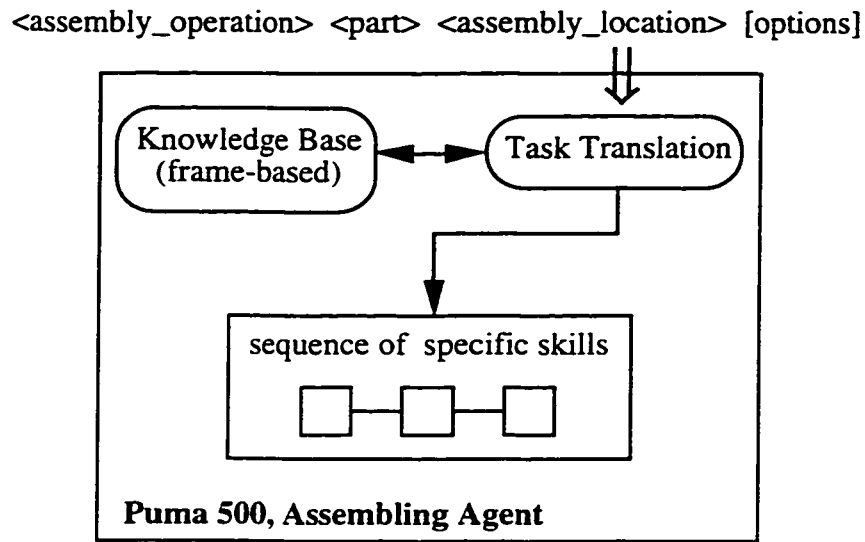 <assembly_operation> <part> <assembly_location> [options]
Knowledge Base
(frame-based)
Task Translation
sequence of specific skills
Puma 500, Assembling Agent